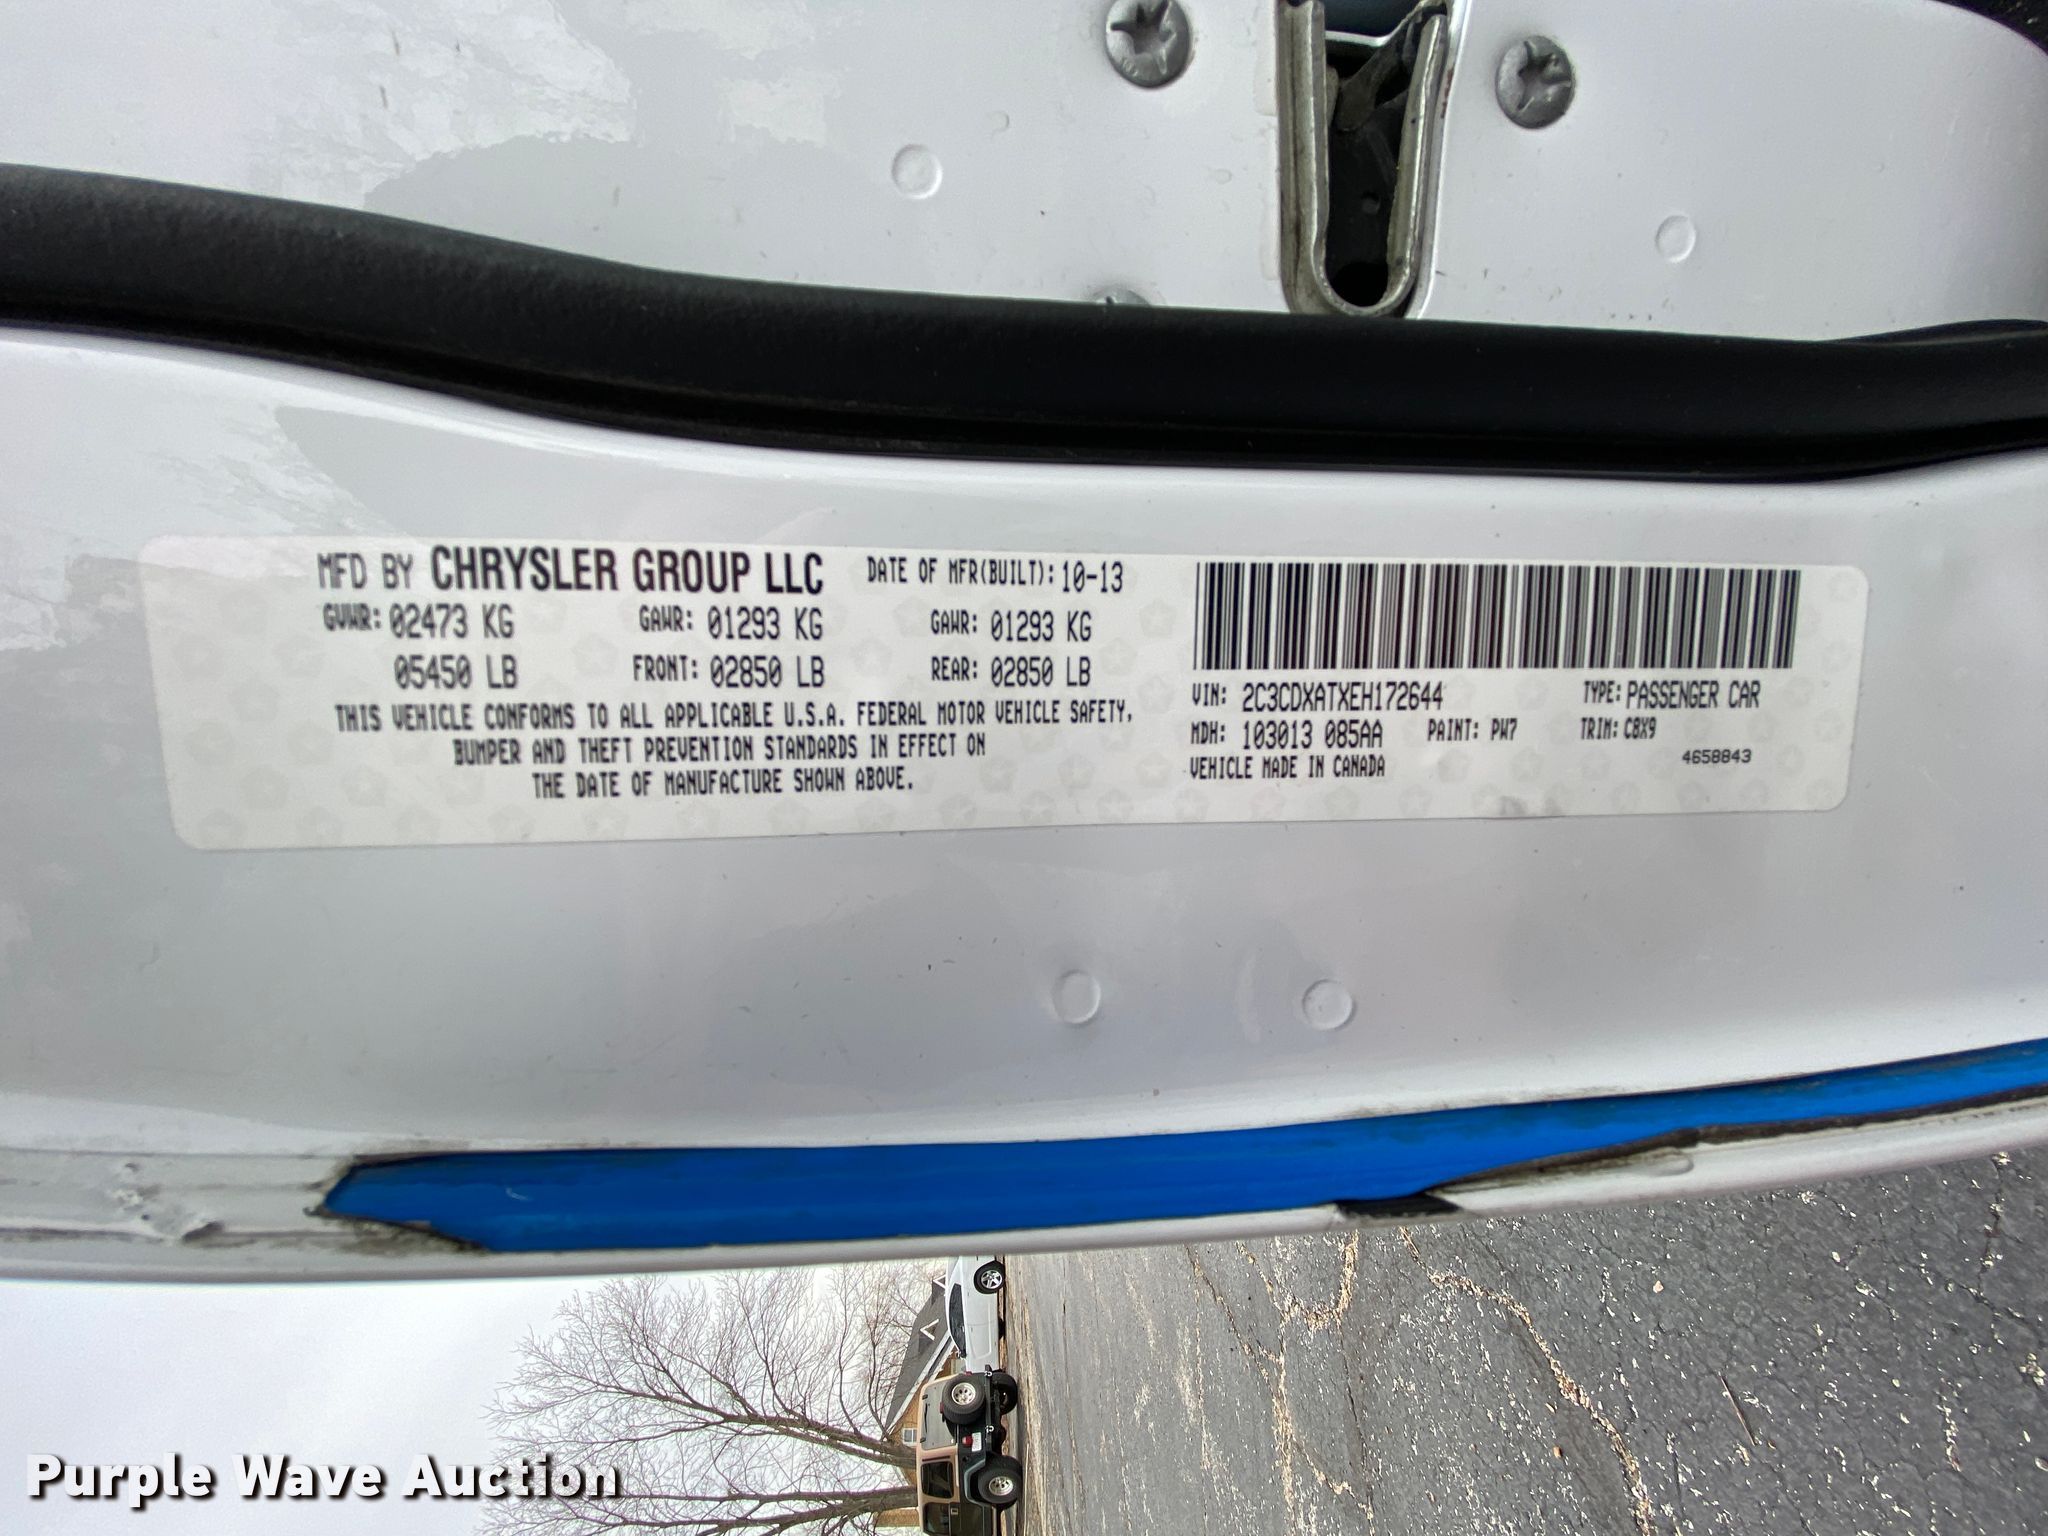 MFD BY CHRYSLER GROUP LLC DATE OF MFR(BUILT): 10-13
GVWR: 02473 KG GAWR: 01293 KG GAWR: 01293 KG
05450 LB FRONT: 02850 LB REAR: 02850 LB
THIS VEHICLE CONFORMS TO ALL APPLICABLE U.S.A. FEDERAL MOTOR VEHICLE SAFETY,
BUMPER AND THEFT PREVENTION STANDARDS IN EFFECT ON
THE DATE OF MANUFACTURE SHOWN ABOVE.
VIN: 2C3CDXATXEH172644 TYPE: PASSENGER CAR
MDH: 103013 085AA PAINT: PW7 TRIM: C8X9
VEHICLE MADE IN CANADA 4658843
Purple Wave Auction